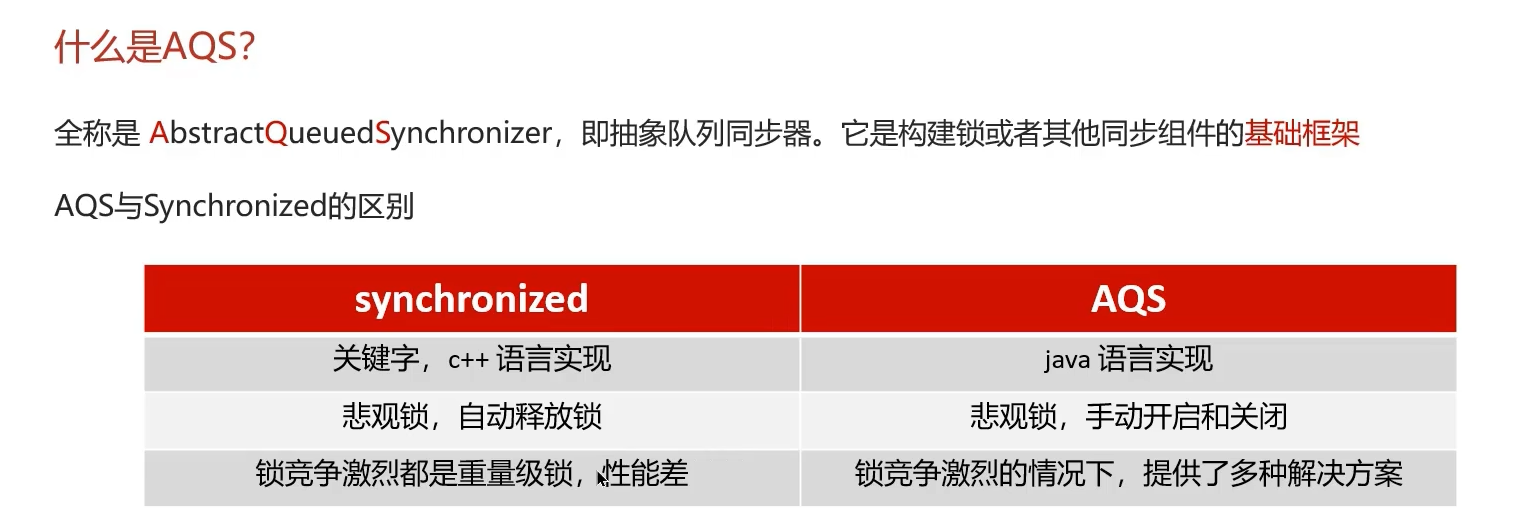 什么是AQS？
全称是 AbstractQueuedSynchronizer，即抽象队列同步器。它是构建锁或者其他同步组件的基础框架
AQS与Synchronized的区别
synchronized AQS
关键字，c++ 语言实现 java 语言实现
悲观锁，自动释放锁 悲观锁，手动开启和关闭
锁竞争激烈都是重量级锁，性能差 锁竞争激烈的情况下，提供了多种解决方案